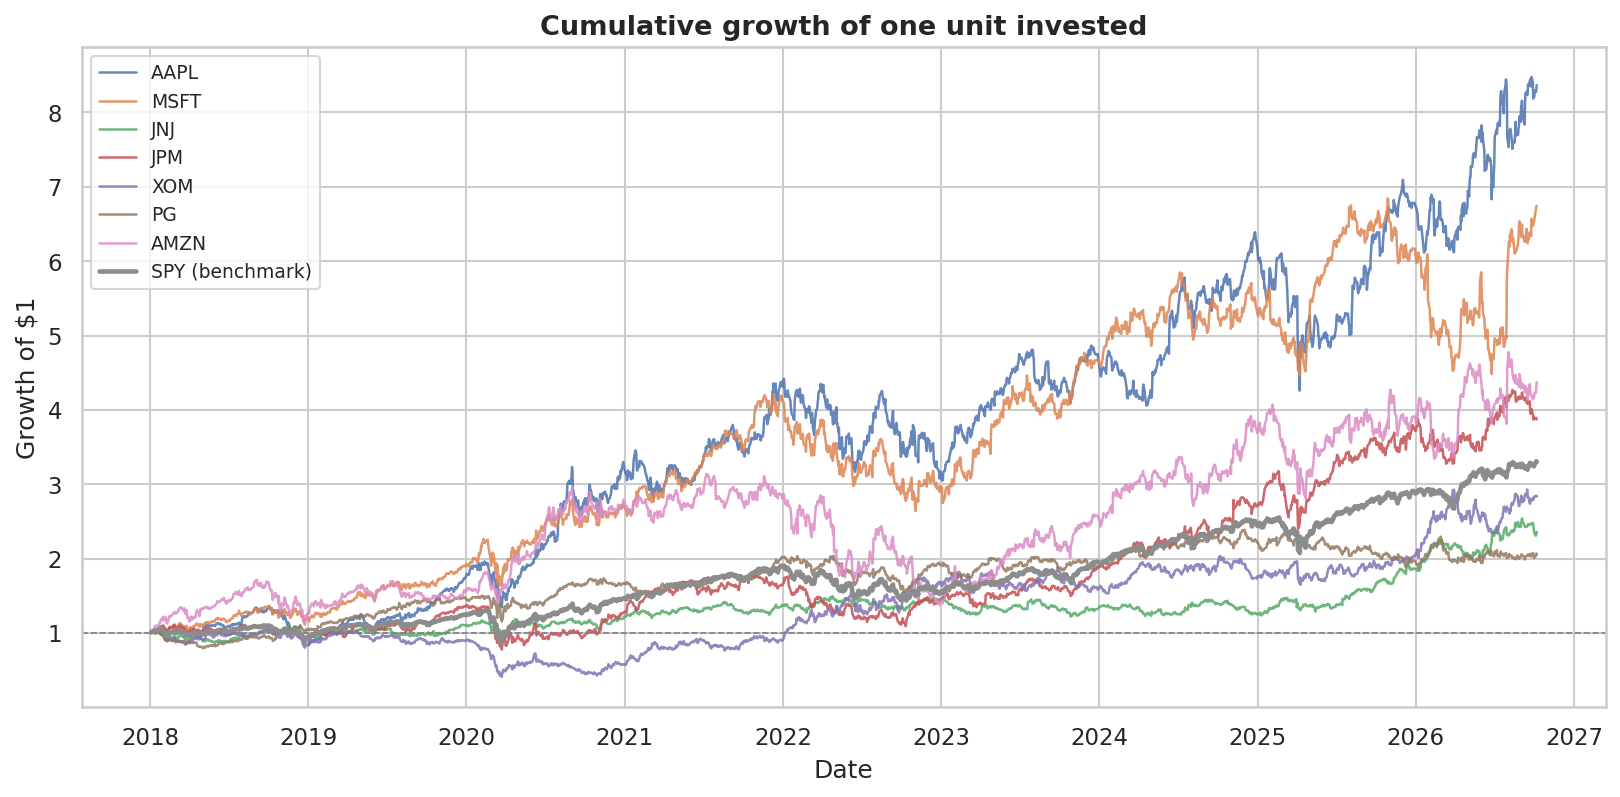 Cumulative growth of one unit invested
AAPL
MSFT
JNJ
JPM
XOM
PG
AMZN
SPY (benchmark)
Growth of $1
8
7
6
5
4
3
2
1
2018 2019 2020 2021 2022 2023 2024 2025 2026 2027
Date